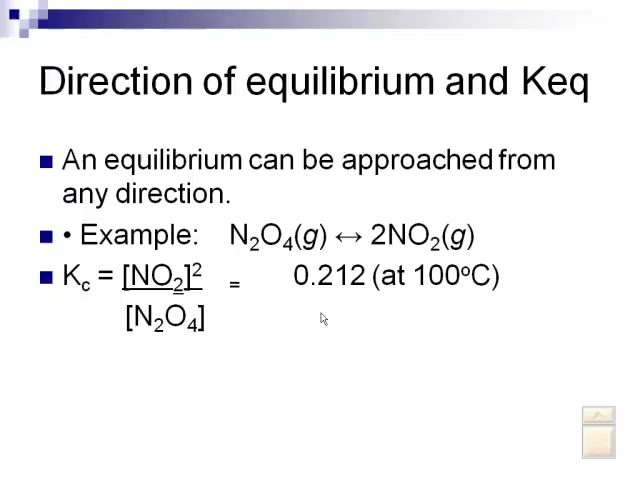 Direction of equilibrium and Keq
An equilibrium can be approached from
any direction.
• Example: N₂O₄(g) ↔ 2NO₂(g)
Kc = [NO₂]² = 0.212 (at 100ºC)
[N₂O₄]